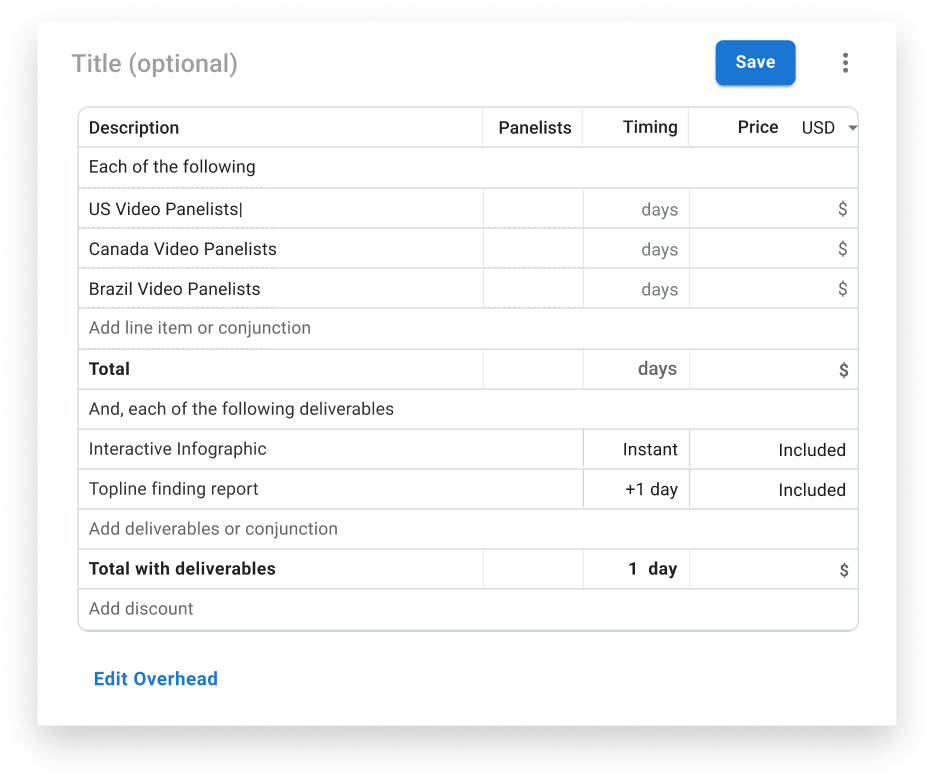 Title (optional) Save
Description Panelists Timing Price USD
Each of the following
US Video Panelists days $
Canada Video Panelists days $
Brazil Video Panelists days $
Add line item or conjunction
Total days $
And, each of the following deliverables
Interactive Infographic Instant Included
Topline finding report +1 day Included
Add deliverables or conjunction
Total with deliverables 1 day $
Add discount
Edit Overhead